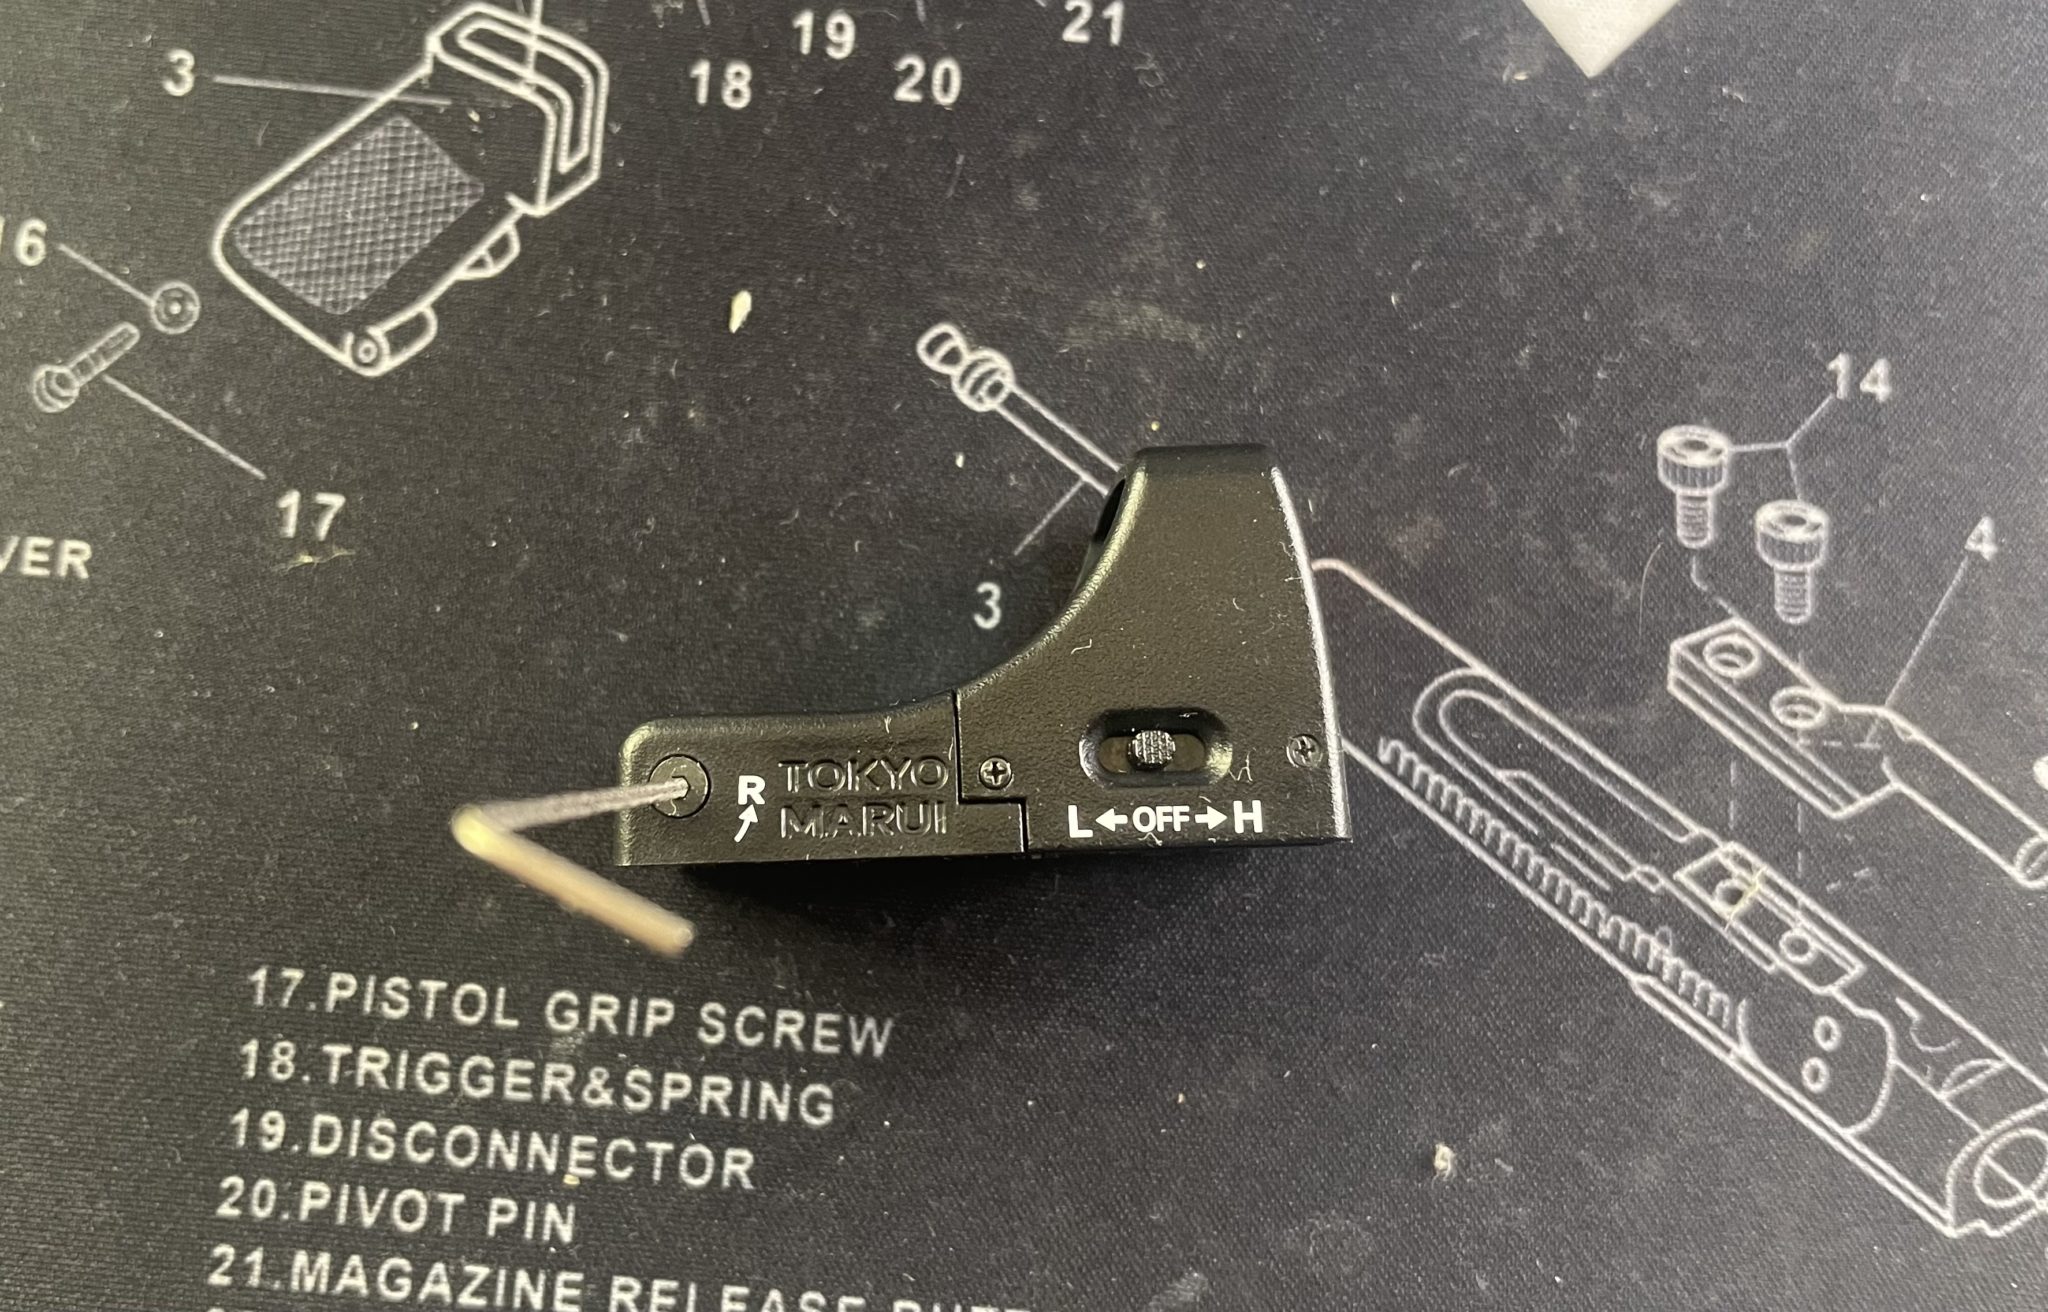 3
19
21
18
20
16
17
14
4
VER
3
R
TOKYO
MARUI
L←OFF→H
17.PISTOL GRIP SCREW
18.TRIGGER&SPRING
19.DISCONNECTOR
20.PIVOT PIN
21.MAGAZINE RELEASE